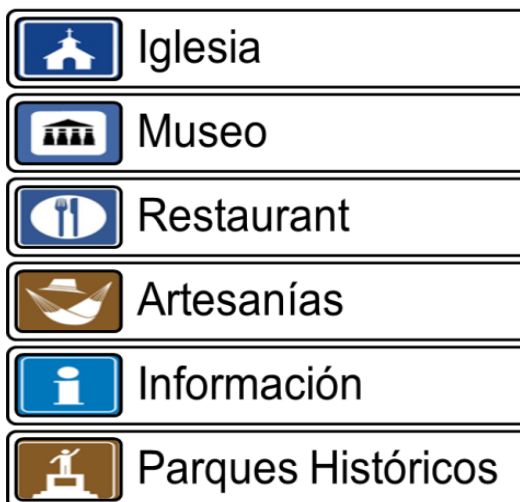 Iglesia
Museo
Restaurant
Artesanías
Información
Parques Históricos